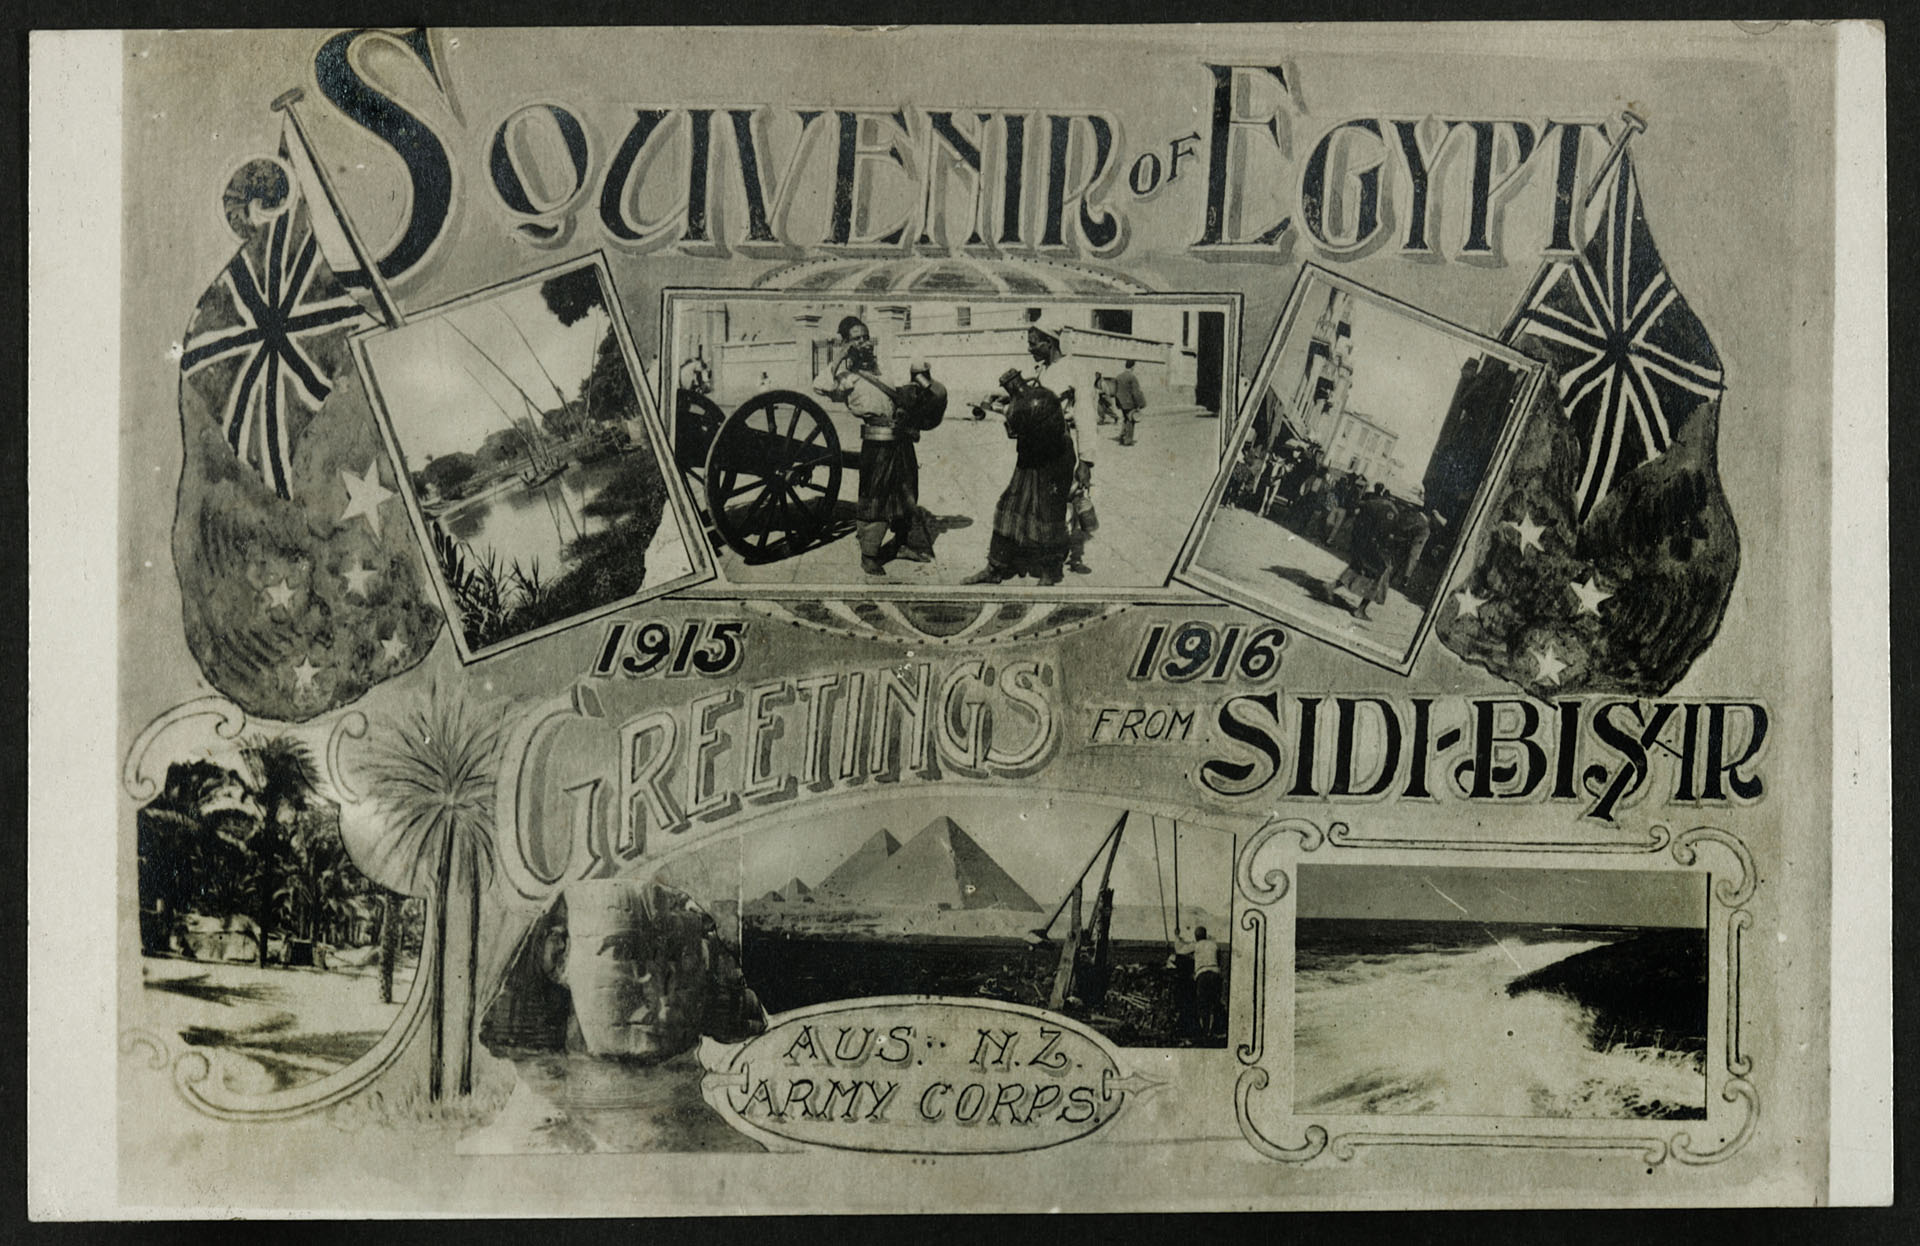 SOUVENIR OF EGYPT
1915 1916
GREETINGS FROM SIDI-BISHR
AUS: N.Z.
ARMY CORPS.